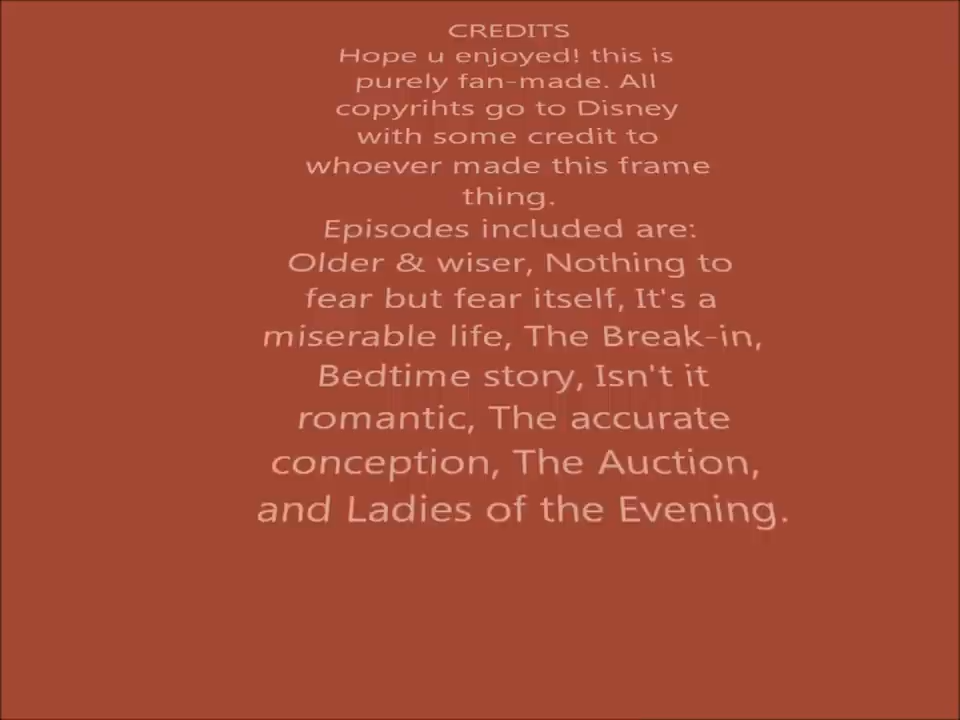 CREDITS
Hope u enjoyed! this is
purely fan-made. All
copyrihts go to Disney
with some credit to
whoever made this frame
thing.
Episodes included are:
Older & wiser, Nothing to
fear but fear itself, It's a
miserable life, The Break-in,
Bedtime story, Isn't it
romantic, The accurate
conception, The Auction,
and Ladies of the Evening.